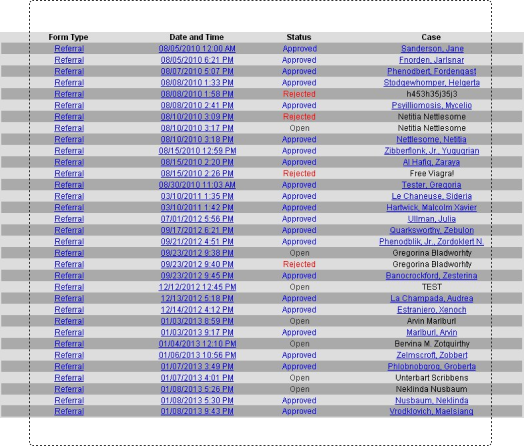 Form Type Date and Time Status Case
Referral 08/05/2010 12:00 AM Approved Sanderson, Jane
Referral 08/05/2010 6:21 PM Approved Fnorden, Jarlsnar
Referral 08/07/2010 5:07 PM Approved Phenodbert, Fordengast
Referral 08/08/2010 1:33 PM Approved Stodgewhomper, Helgerta
Referral 08/08/2010 1:58 PM Rejected h453h35j35j3
Referral 08/08/2010 2:41 PM Approved Psvilliomosis, Mycelio
Referral 08/10/2010 3:09 PM Rejected Netitia Nettlesome
Referral 08/10/2010 3:17 PM Open Netitia Nettlesome
Referral 08/10/2010 3:18 PM Approved Nettlesome, Netitia
Referral 08/15/2010 12:59 PM Approved Zibberflonk, Jr., Yugugrian
Referral 08/15/2010 2:20 PM Approved Al Hafiq, Zaraya
Referral 08/15/2010 2:26 PM Rejected Free Viagra!
Referral 08/30/2010 11:03 AM Approved Tester, Gregoria
Referral 03/10/2011 1:35 PM Approved Le Chaneuse, Sideria
Referral 03/10/2011 1:42 PM Approved Hartwick, Malcolm Xavier
Referral 07/01/2012 5:56 PM Approved Ullman, Julia
Referral 09/17/2012 6:21 PM Approved Quarksworthy, Zebulon
Referral 09/21/2012 4:51 PM Approved Phenodblik, Jr., Zordoklert N.
Referral 09/23/2012 9:38 PM Open Gregorina Bladworhty
Referral 09/23/2012 9:40 PM Rejected Gregorina Bladworhty
Referral 09/23/2012 9:45 PM Approved Banocrockford, Zesterina
Referral 12/12/2012 12:45 PM Open TEST
Referral 12/13/2012 5:18 PM Approved La Champada, Audrea
Referral 12/14/2012 4:12 PM Approved Estraniero, Xenoch
Referral 01/03/2013 8:59 PM Open Arvin Marlburl
Referral 01/03/2013 9:17 PM Approved Marlburl, Arvin
Referral 01/04/2013 12:10 PM Open Bervina M. Zotquirthy
Referral 01/06/2013 10:56 PM Approved Zelmscroft, Zobbert
Referral 01/07/2013 3:49 PM Approved Phlobnobgrog, Groberta
Referral 01/07/2013 4:01 PM Open Unterbart Scribbens
Referral 01/08/2013 5:26 PM Open Neklinda Nusbaum
Referral 01/08/2013 5:30 PM Approved Nusbaum, Neklinda
Referral 01/08/2013 9:43 PM Approved Vrodklovich, Maelsiang